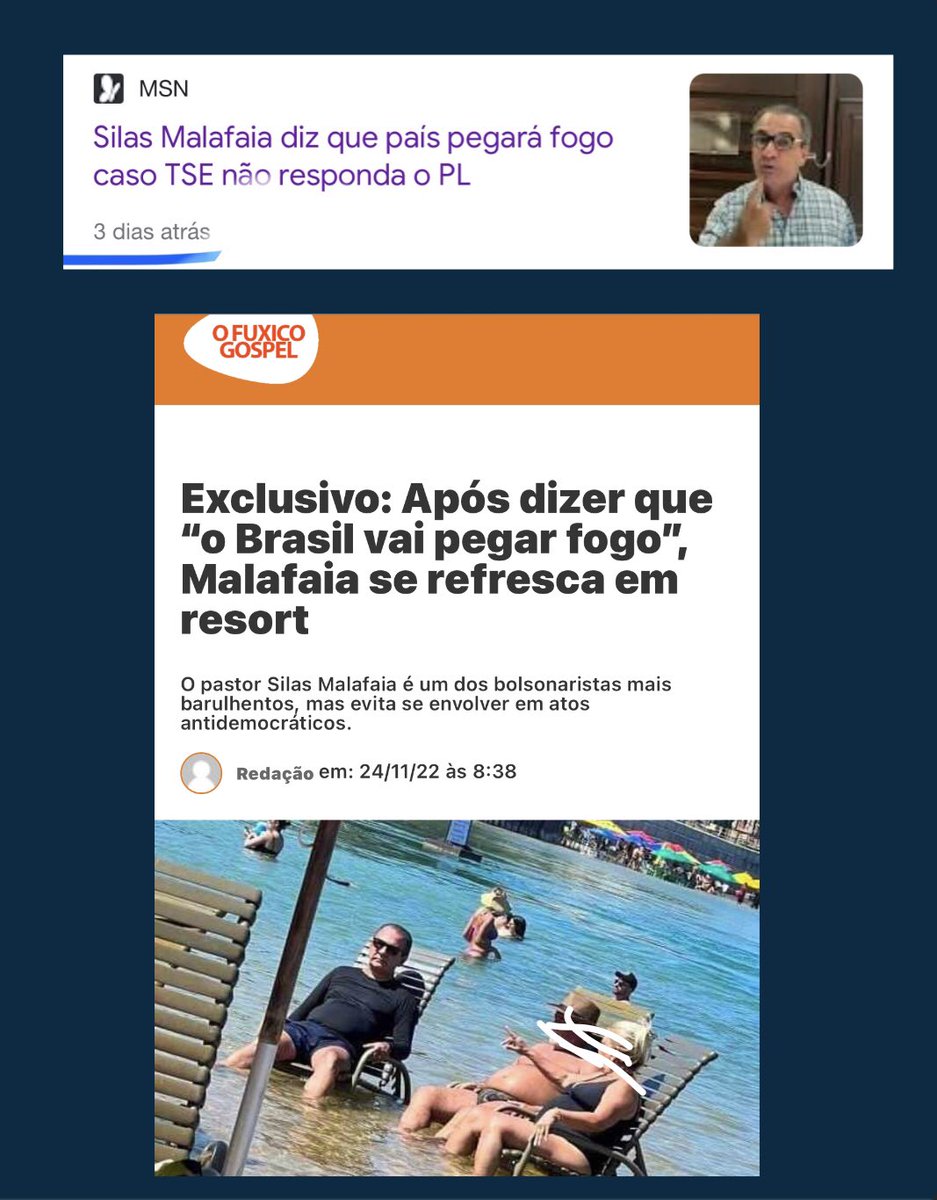 MSN
Silas Malafaia diz que país pegará fogo
caso TSE não responda o PL
3 dias atrás
O FUXICO
GOSPEL
Exclusivo: Após dizer que
“o Brasil vai pegar fogo”,
Malafaia se refresca em
resort
O pastor Silas Malafaia é um dos bolsonaristas mais
barulhentos, mas evita se envolver em atos
antidemocráticos.
Redação em: 24/11/22 às 8:38